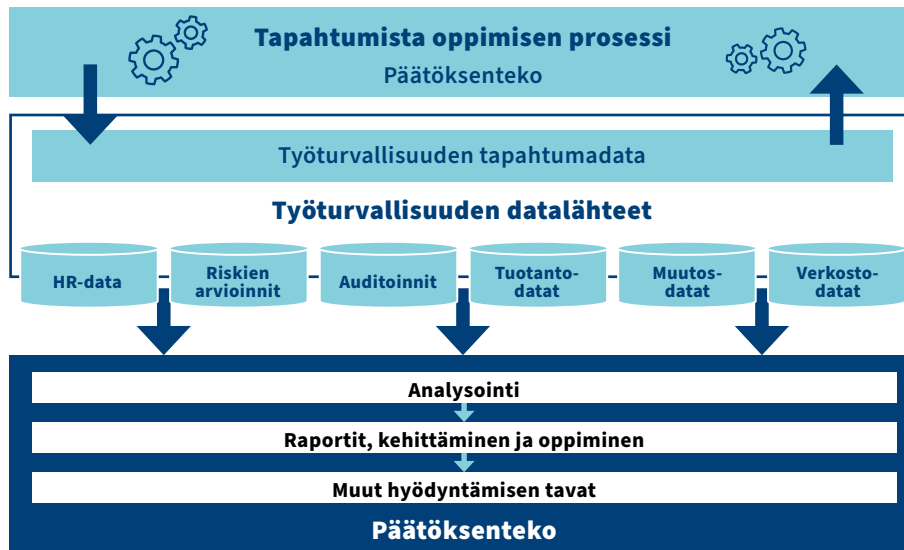 Tapahtumista oppimisen prosessi
Päätöksenteko
Työturvallisuuden tapahtumadata
Työturvallisuuden datalähteet
HR-data
Riskien
arvioinnit
Auditoinnit
Tuotanto-
datat
Muutos-
datat
Verkosto-
datat
Analysointi
Raportit, kehittäminen ja oppiminen
Muut hyödyntämisen tavat
Päätöksenteko